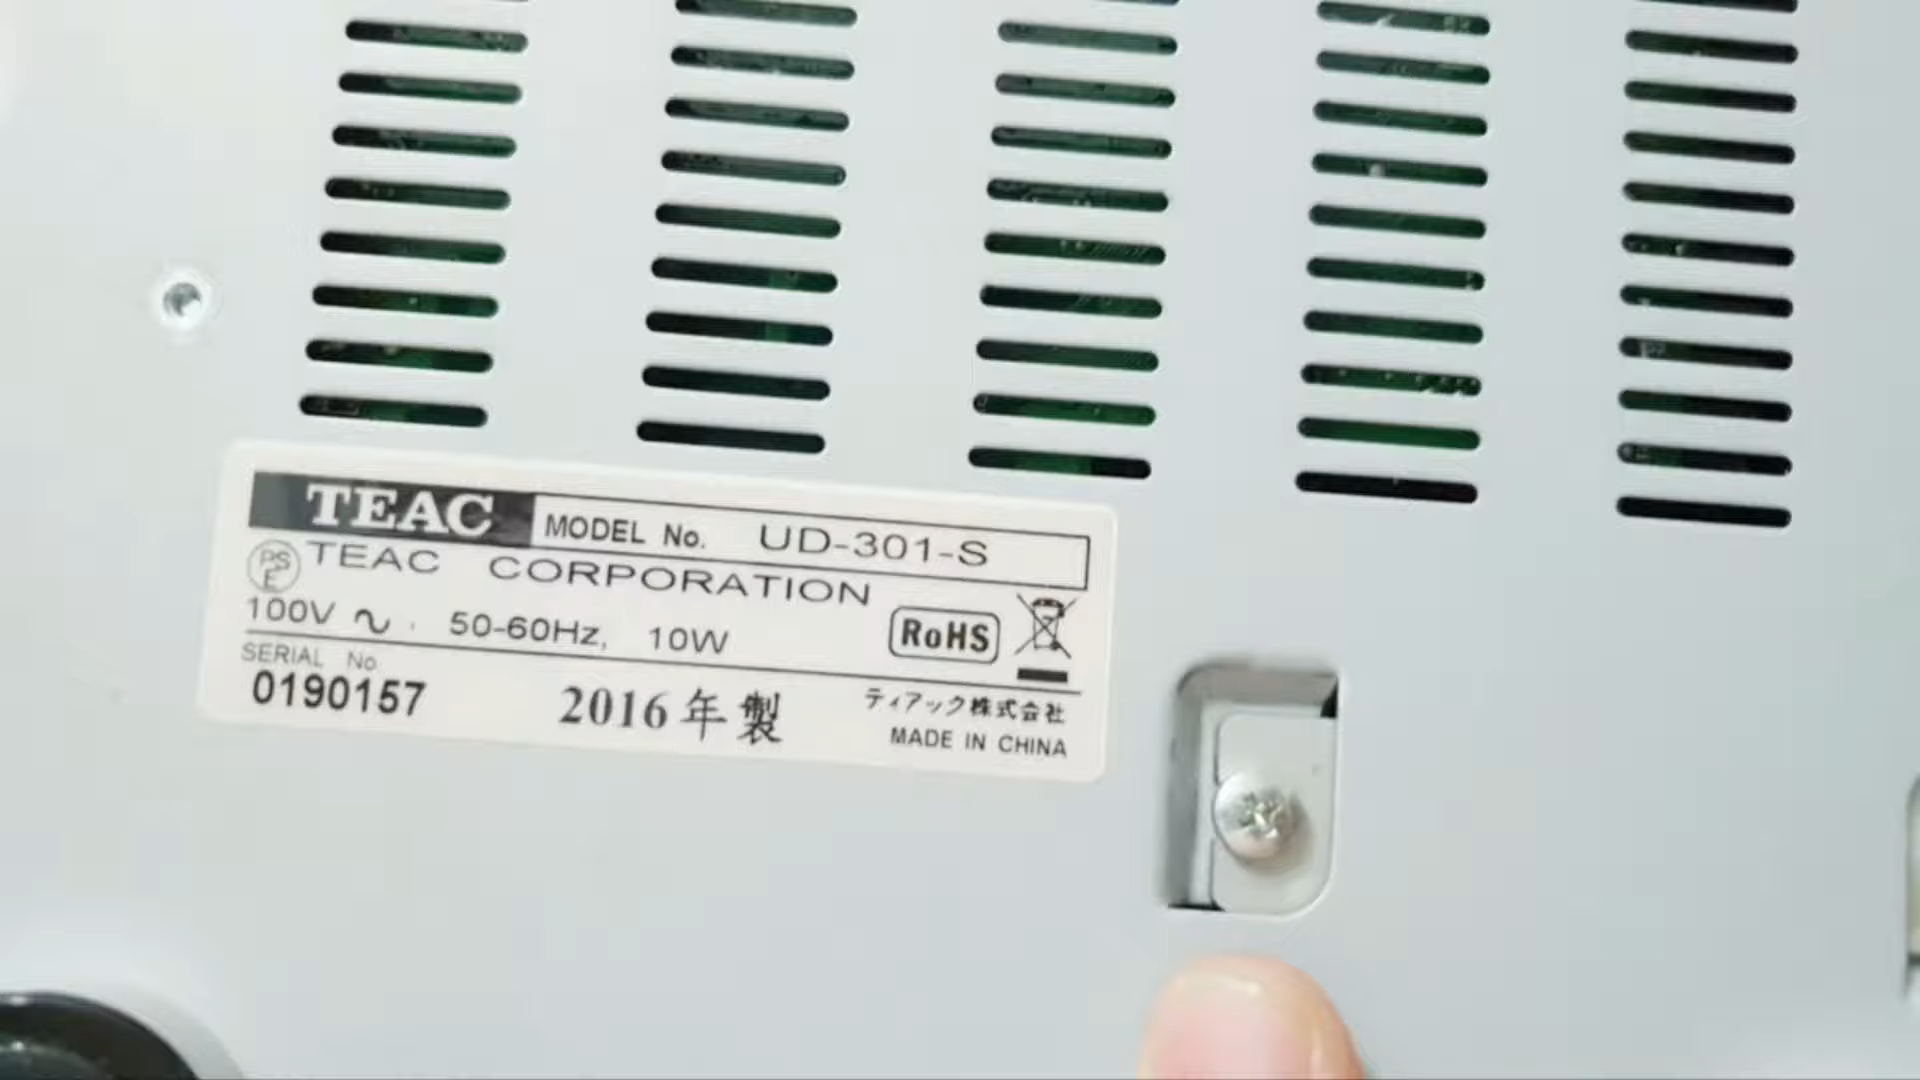 TEAC MODEL No. UD-301-S
PSE TEAC CORPORATION
100V ~ . 50-60Hz, 10W RoHS
SERIAL No
0190157 2016年製 ティアック株式会社
MADE IN CHINA